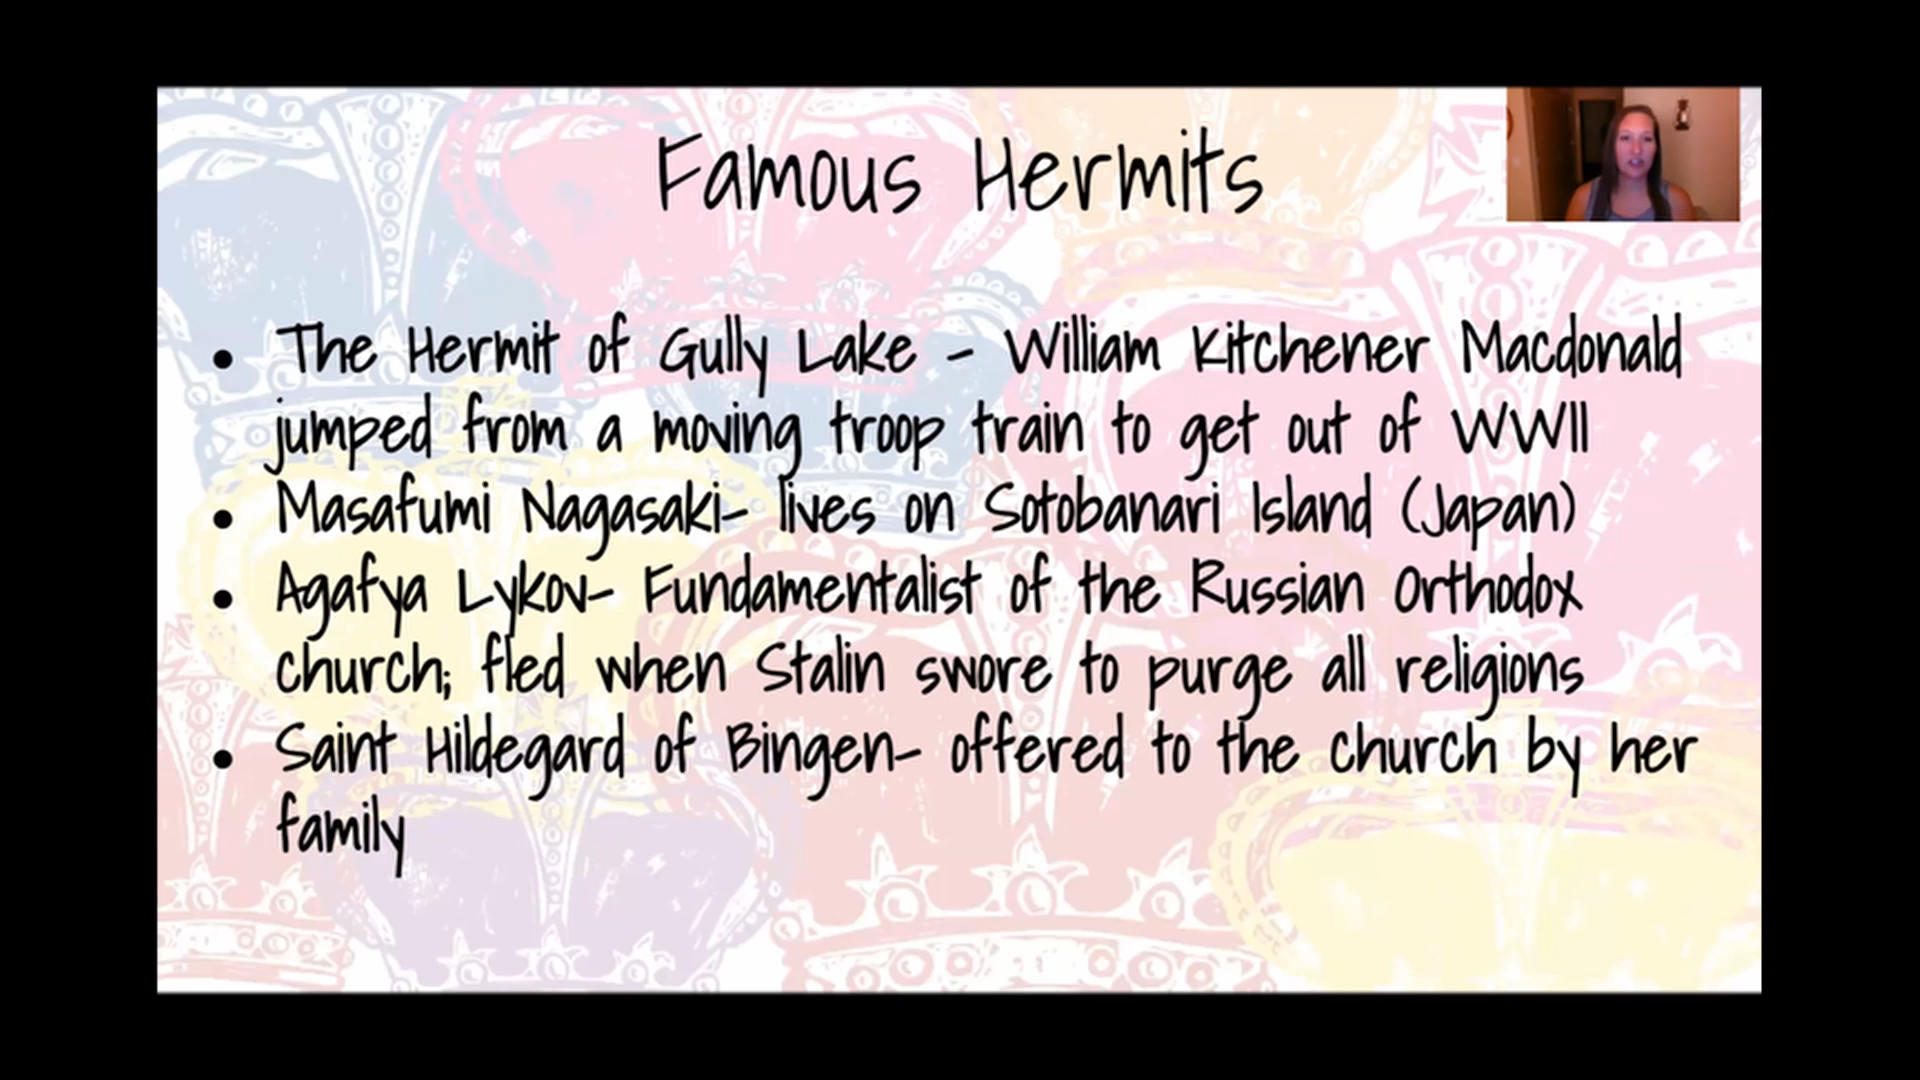 Famous Hermits
• The Hermit of Gully Lake - William Kitchener Macdonald
jumped from a moving troop train to get out of WWII
• Masafumi Nagasaki- lives on Sotobanari Island (Japan)
• Agafya Lykov- Fundamentalist of the Russian Orthodox
church; fled when Stalin swore to purge all religions
• Saint Hildegard of Bingen- offered to the church by her
family